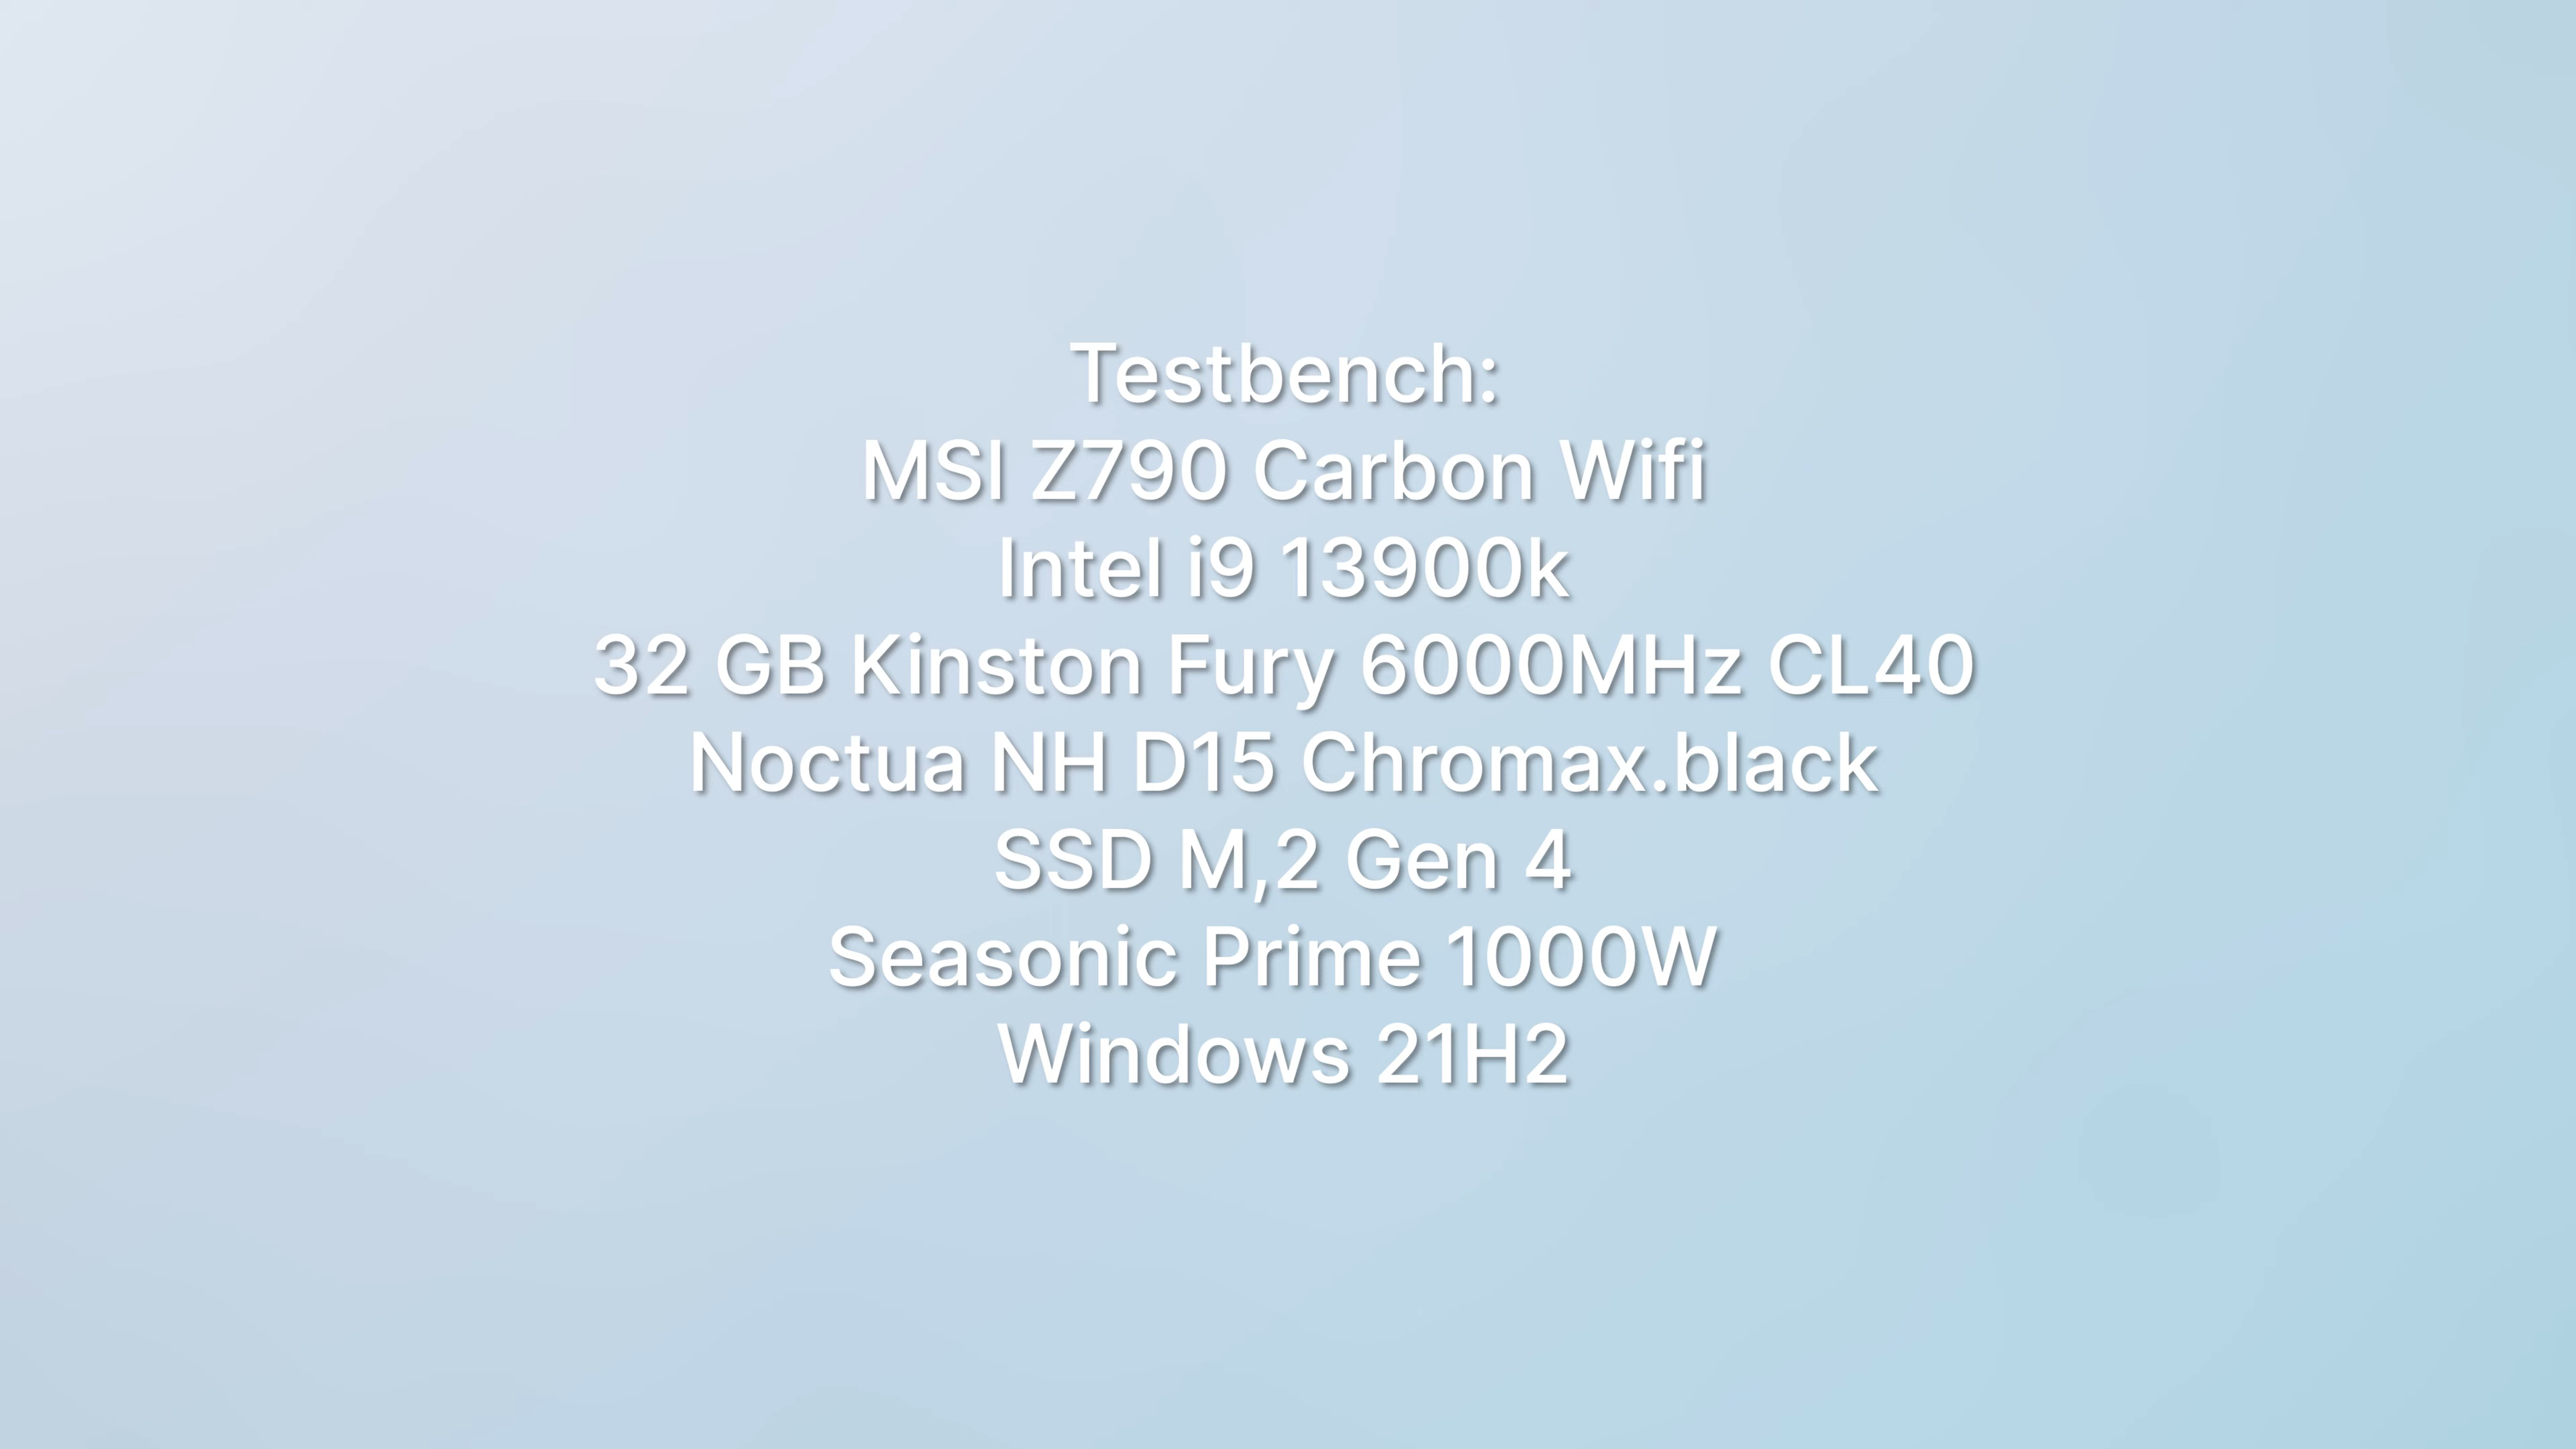 Testbench:
MSI Z790 Carbon Wifi
Intel i9 13900k
32 GB Kinston Fury 6000MHz CL40
Noctua NH D15 Chromax.black
SSD M,2 Gen 4
Seasonic Prime 1000W
Windows 21H2